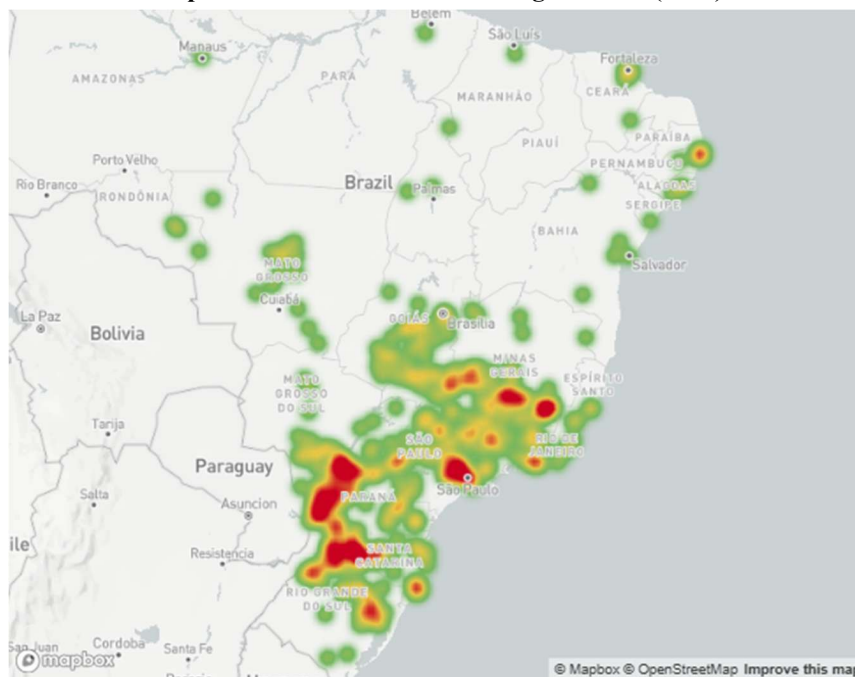 Belém
São Luís
Manaus
Fortaleza
AMAZONAS
PARÁ
CEARÁ
MARANHÃO
PARAÍBA
PIAUÍ
Porto Velho
PERNAMBUCO
Rio Branco
Brazil
Palmas
ALAGOAS
RONDÔNIA
SERGIPE
BAHIA
MATO
GROSSO
Salvador
Cuiabá
La Paz
GOIÁS
Brasília
Bolivia
MINAS
GERAIS
MATO
GROSSO
DO SUL
ESPÍRITO
SANTO
Tarija
SÃO
PAULO
RIO DE
JANEIRO
Paraguay
São Paulo
Salta
PARANÁ
Asuncion
ile
Resistencia
SANTA
CATARINA
RIO GRANDE
DO SUL
San Juan
Cordoba
Santa Fe
mapbox
© Mapbox © OpenStreetMap Improve this map